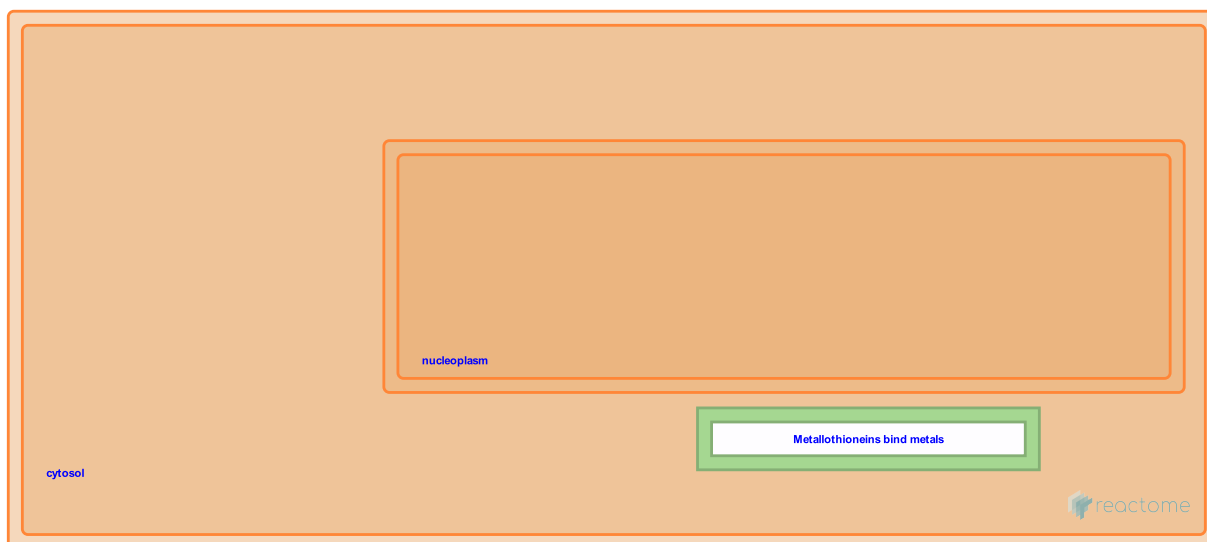 nucleoplasm
Metallothioneins bind metals
cytosol
reactome